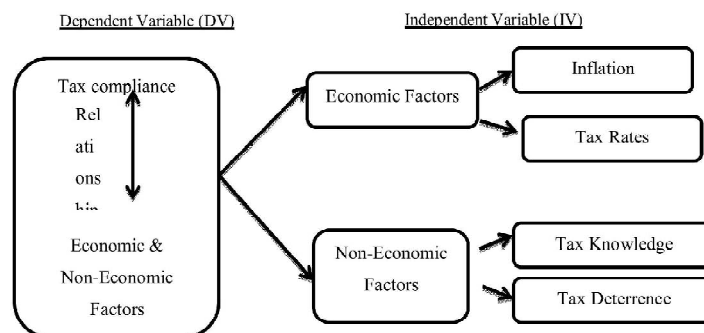 Dependent Variable (DV)
Independent Variable (IV)
Tax compliance
Rel
ati
ons
hip
Economic &
Non-Economic
Factors
Economic Factors
Non-Economic
Factors
Inflation
Tax Rates
Tax Knowledge
Tax Deterrence